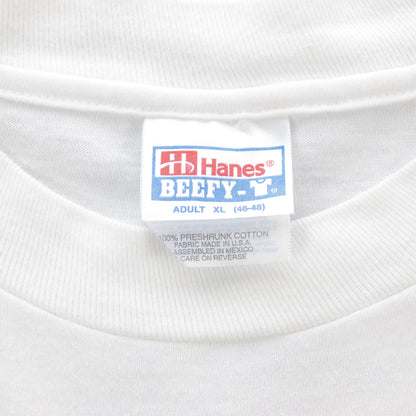 Hanes®
BEEFY-T®
ADULT XL (46-48)
100% PRESHRUNK COTTON
FABRIC MADE IN U.S.A.
ASSEMBLED IN MEXICO
CARE ON REVERSE